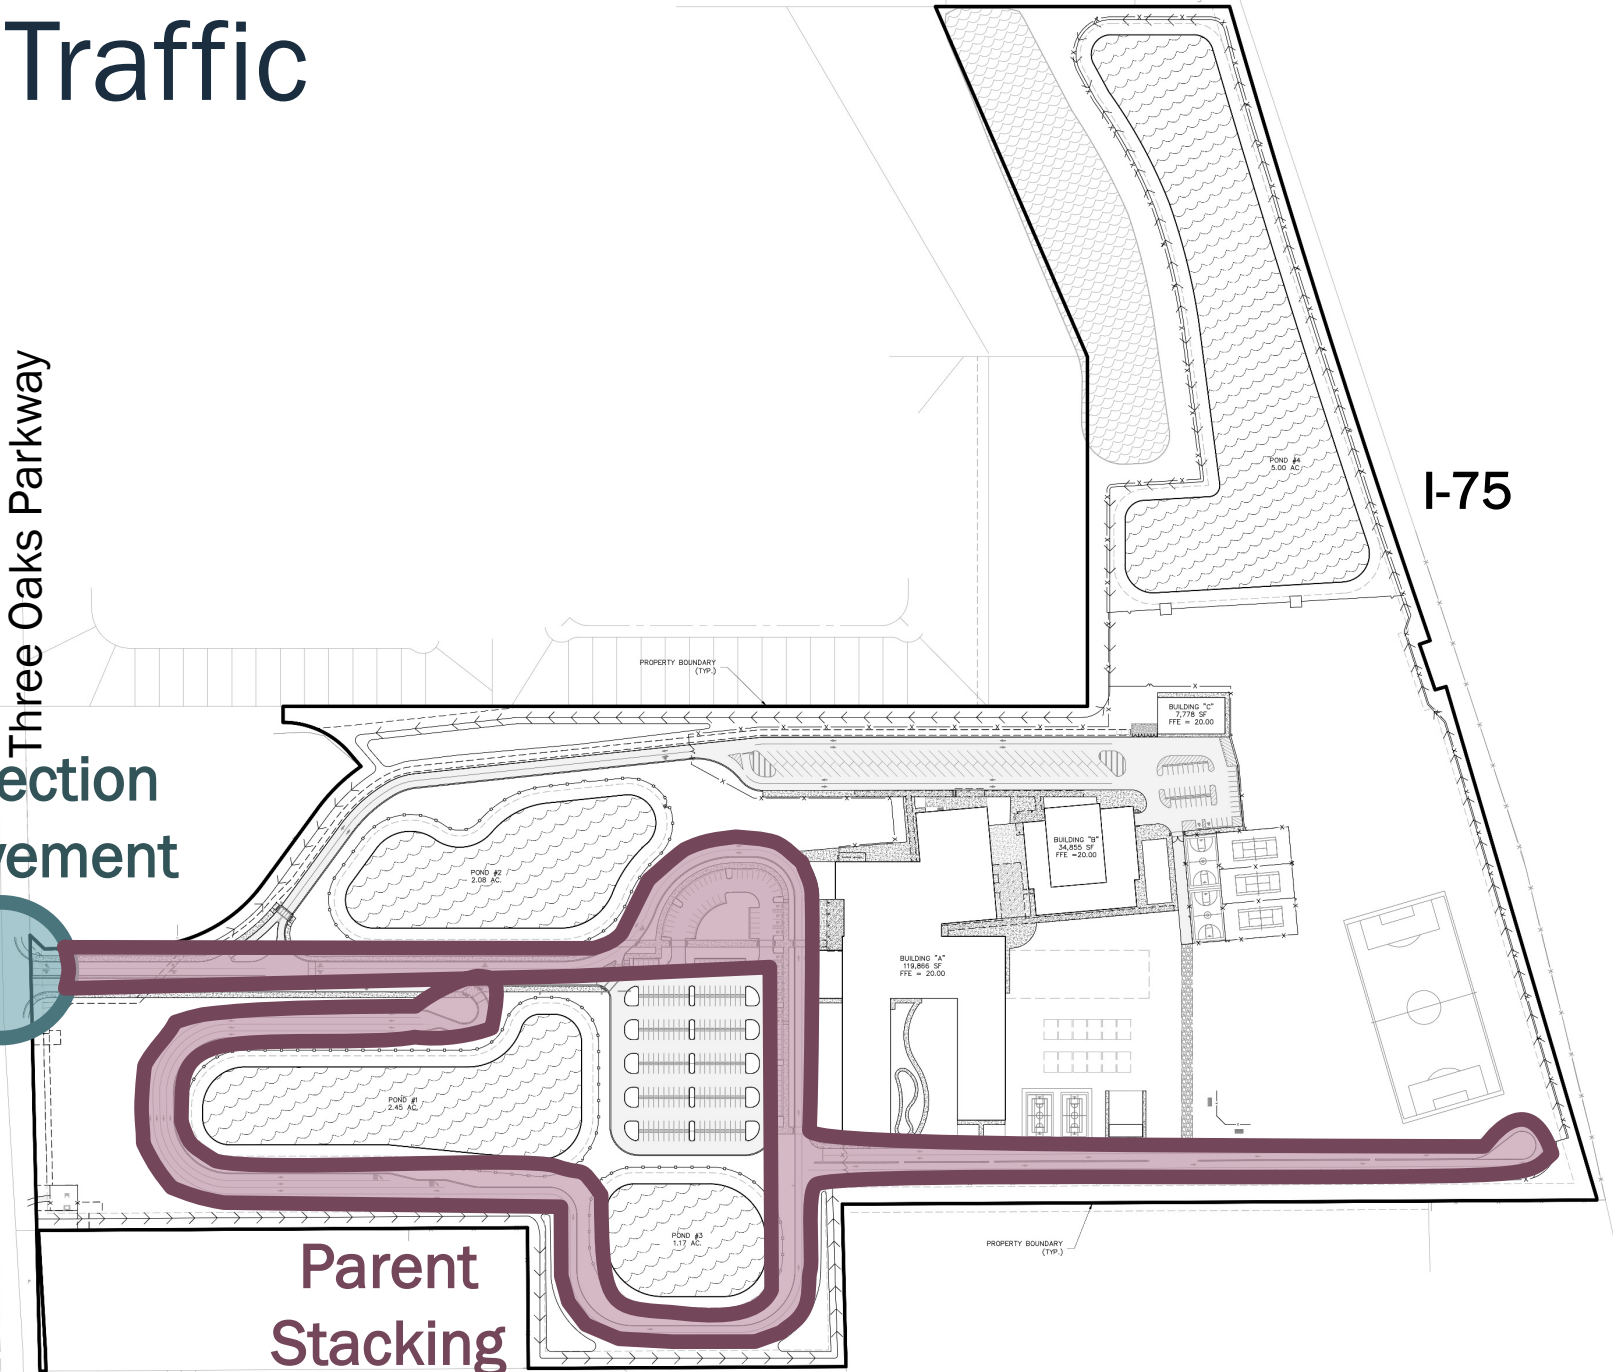 Traffic
Three Oaks Parkway
I-75
POND #4
5.00 AC
PROPERTY BOUNDARY
(TYP.)
BUILDING "C"
7,778 SF
FFE = 20.00
ection
vement
POND #2
2.08 AC.
BUILDING "B"
34,855 SF
FFE =20.00
BUILDING "A"
119,866 SF
FFE = 20.00
POND #1
2.45 AC.
POND #3
1.17 AC.
PROPERTY BOUNDARY
(TYP.)
Parent
Stacking